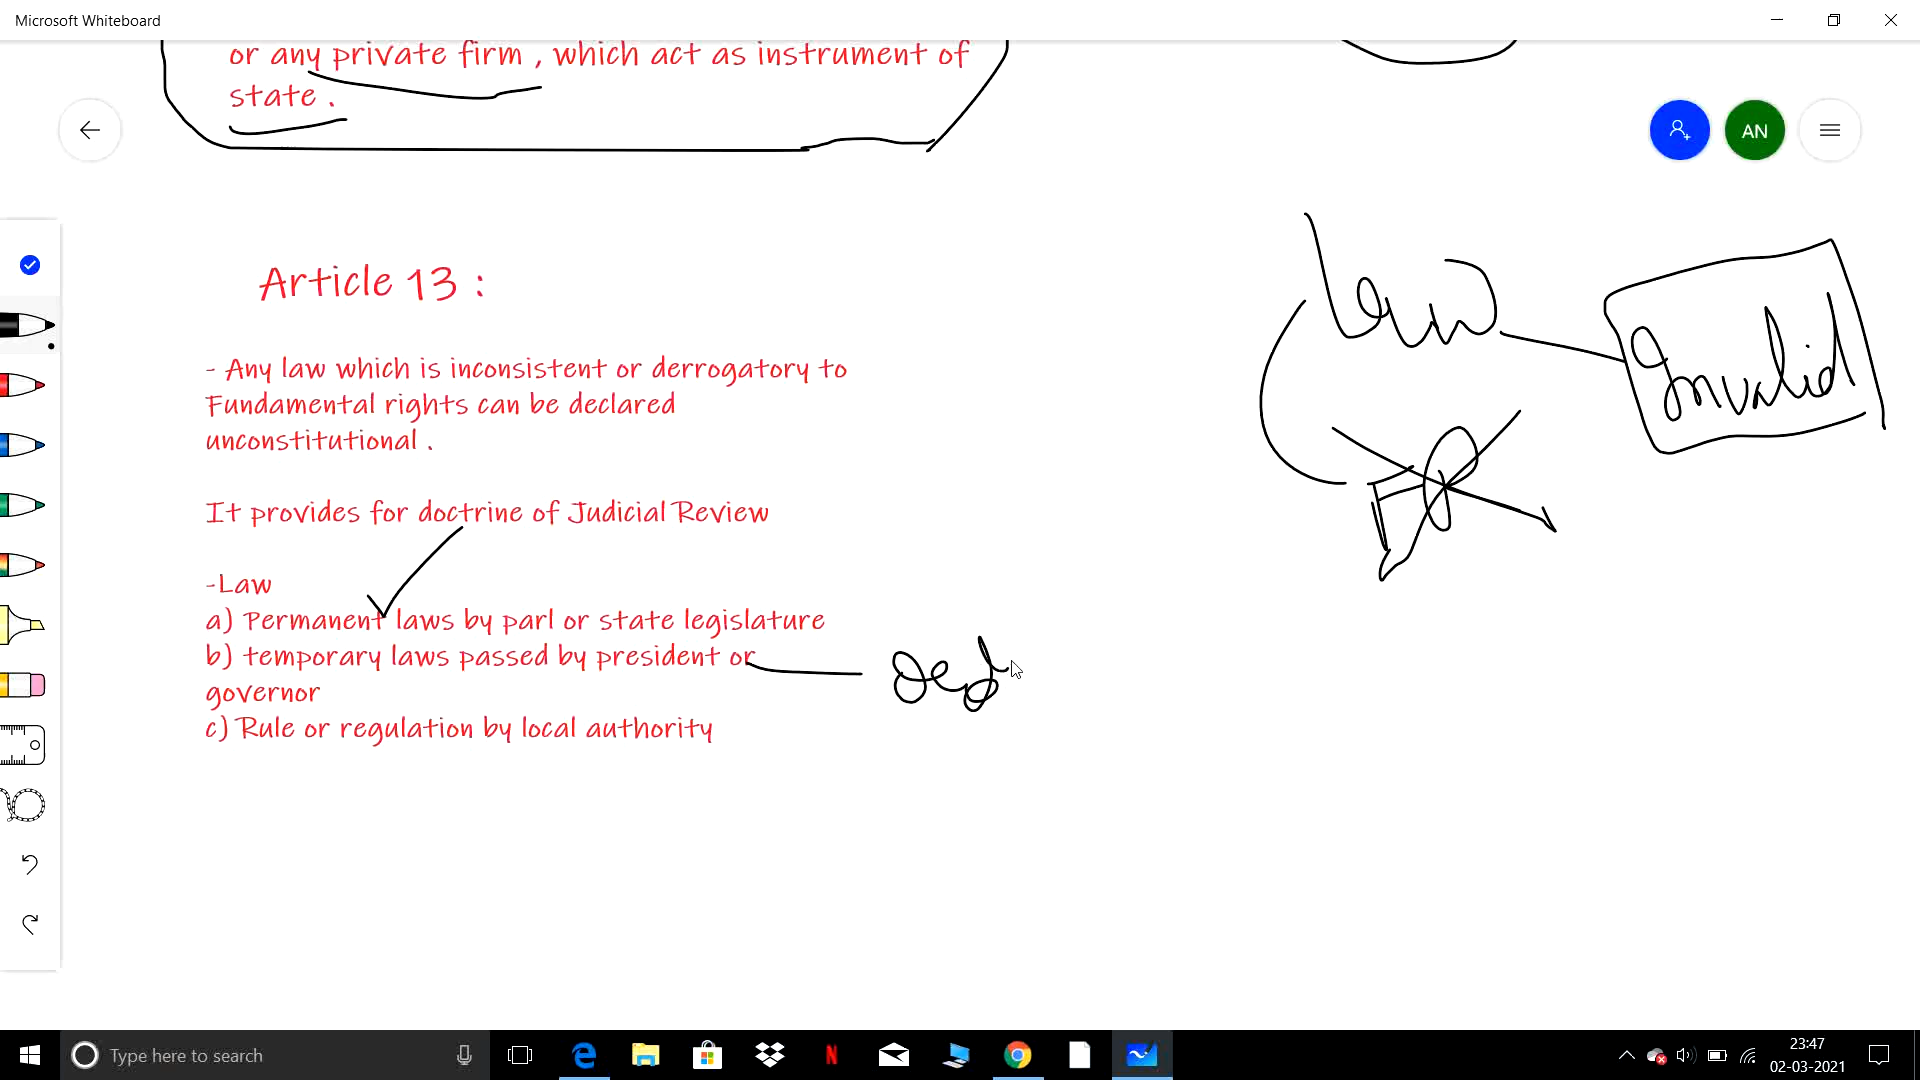 Microsoft Whiteboard
or any private firm , which act as instrument of
state .
AN
Article 13 :
- Any law which is inconsistent or derrogatory to
Fundamental rights can be declared
unconstitutional .
It provides for doctrine of Judicial Review
-Law
a) Permanent laws by parl or state legislature
b) temporary laws passed by president or
governor
c) Rule or regulation by local authority
law
Invalid
Type here to search
23:47
02-03-2021